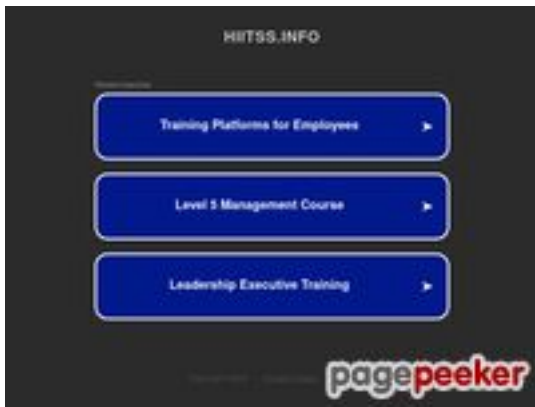 HIITSS.INFO
Training Platforms for Employees
Level 5 Management Course
Leadership Executive Training
pagepeeker